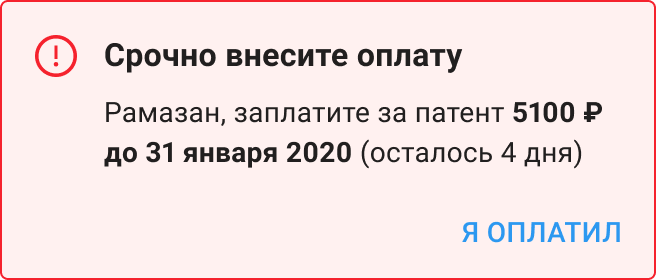 Срочно внесите оплату
Рамазан, заплатите за патент 5100 ₽
до 31 января 2020 (осталось 4 дня)
Я ОПЛАТИЛ